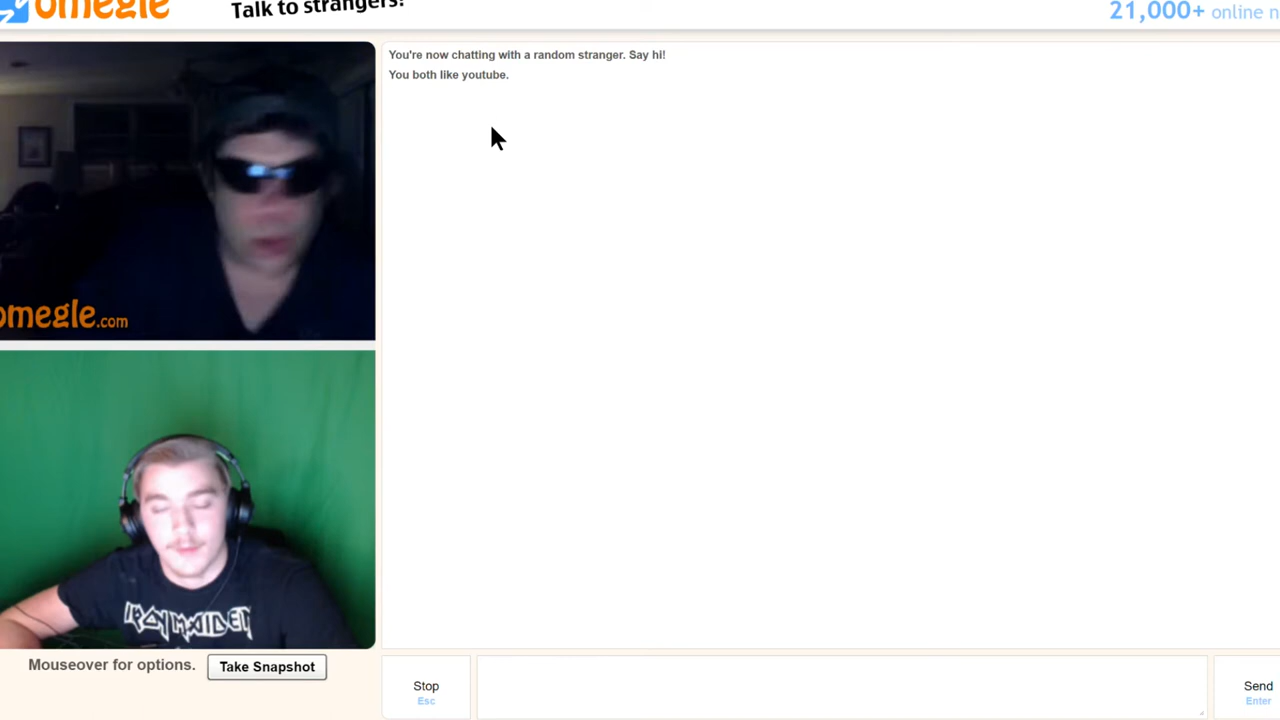 omegle
Talk to strangers!
21,000+ online n
You're now chatting with a random stranger. Say hi!
You both like youtube.
omegle.com
IRON MAIDEN
Mouseover for options.
Take Snapshot
Stop
Esc
Send
Enter